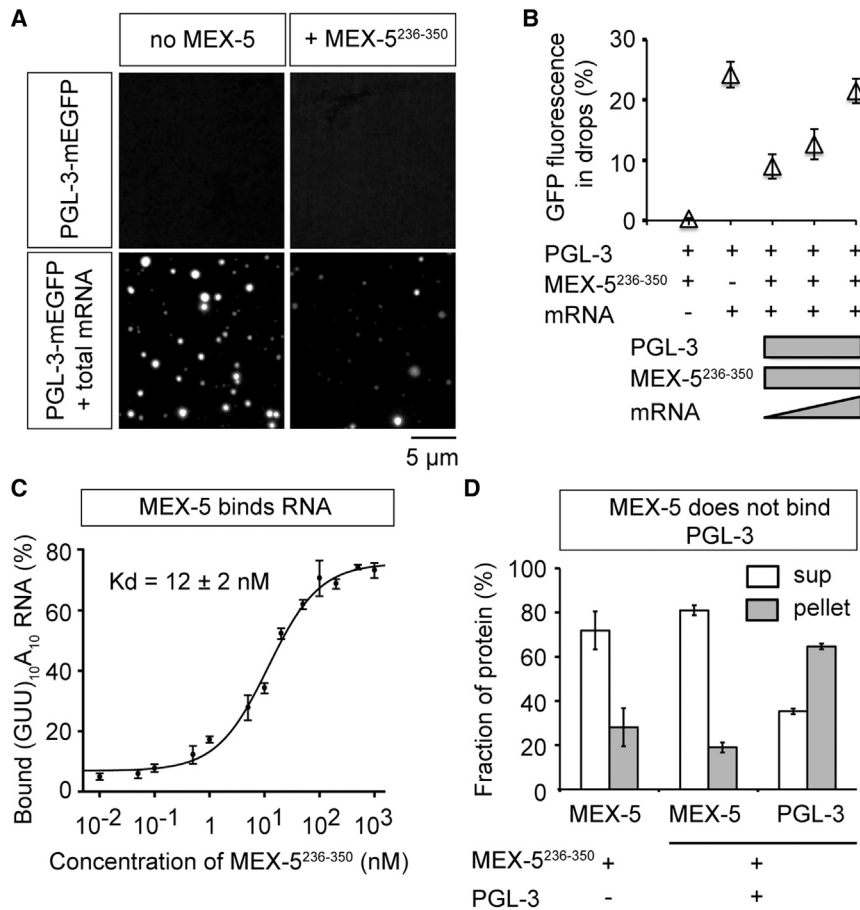 A
no MEX-5
+ MEX-5²³⁶⁻³⁵⁰
PGL-3-mEGFP
PGL-3-mEGFP
+ total mRNA
5 µm
B
GFP fluorescence
in drops (%)
30
20
10
0
PGL-3 + + + + +
MEX-5²³⁶⁻³⁵⁰ + - + + +
mRNA - + + + +
PGL-3
MEX-5²³⁶⁻³⁵⁰
mRNA
C
MEX-5 binds RNA
Bound (GUU)₁₀A₁₀ RNA (%)
80
60
40
20
0
Kd = 12 ± 2 nM
10⁻² 10⁻¹ 1 10¹ 10² 10³
Concentration of MEX-5²³⁶⁻³⁵⁰ (nM)
D
MEX-5 does not bind
PGL-3
Fraction of protein (%)
100
80
60
40
20
0
sup
pellet
MEX-5 MEX-5 PGL-3
MEX-5²³⁶⁻³⁵⁰ + +
PGL-3 - +